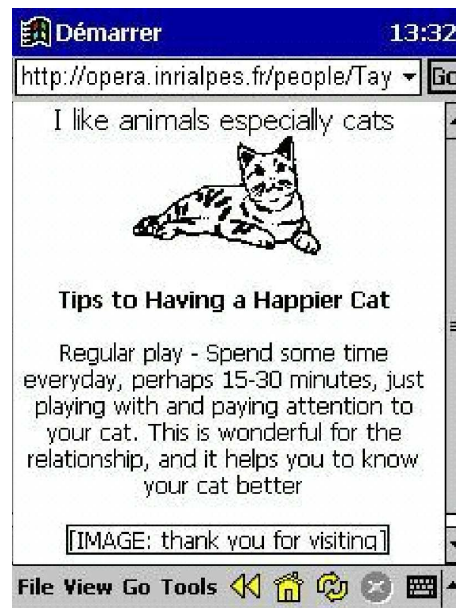 Démarrer 13:32
http://opera.inrialpes.fr/people/Tay Go
I like animals especially cats
Tips to Having a Happier Cat
Regular play - Spend some time
everyday, perhaps 15-30 minutes, just
playing with and paying attention to
your cat. This is wonderful for the
relationship, and it helps you to know
your cat better
[IMAGE: thank you for visiting]
File View Go Tools